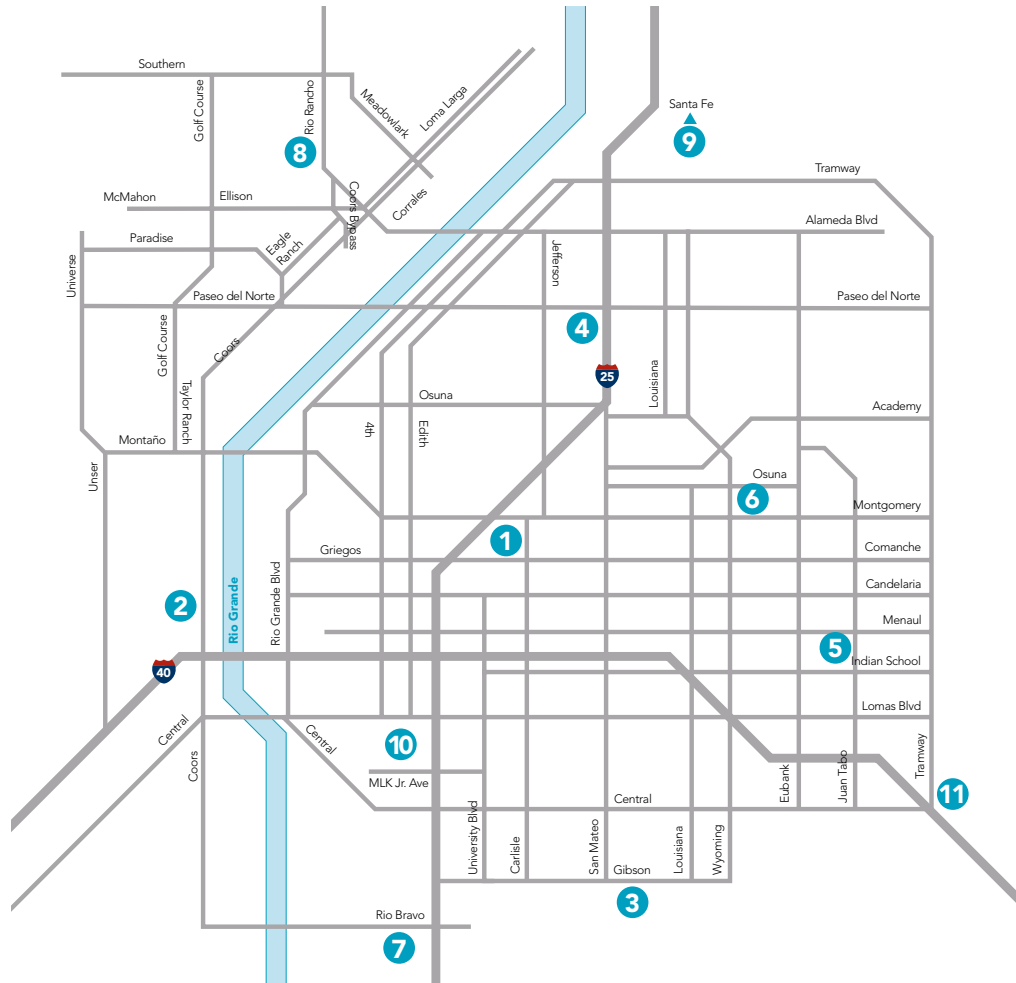 Southern
Golf Course
Rio Rancho
Meadowlark
Loma Larga
Santa Fe
9
8
Tramway
McMahon
Ellison
Coors Bypass
Corrales
Alameda Blvd
Paradise
Eagle
Ranch
Universe
Jefferson
Paseo del Norte
Paseo del Norte
Golf Course
Coors
4
25
Louisiana
Taylor Ranch
Osuna
Academy
4th
Edith
Montaño
Unser
Osuna
6
Montgomery
1
Griegos
Comanche
Candelaria
2
Rio Grande
Rio Grande Blvd
Menaul
5
Indian School
40
Lomas Blvd
Central
Central
10
Coors
MLK Jr. Ave
Eubank
Juan Tabo
Tramway
11
University Blvd
Central
Carlisle
San Mateo
Louisiana
Wyoming
Gibson
3
Rio Bravo
7